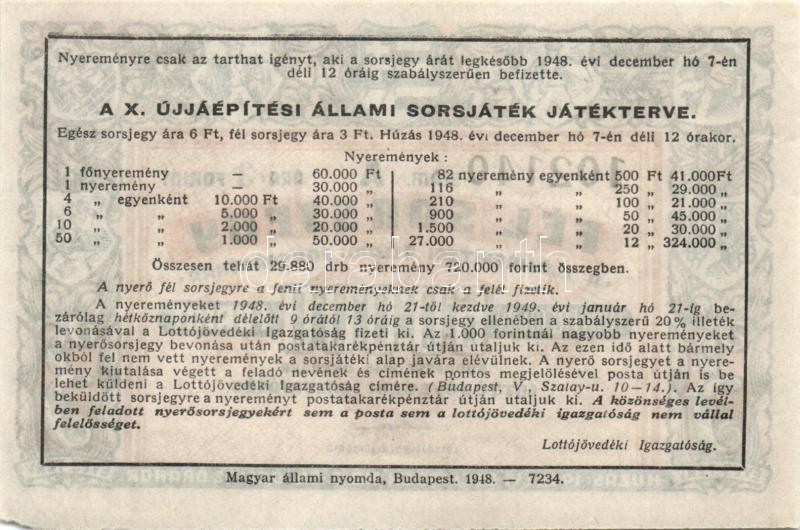 Nyereményre csak az tarthat igényt, aki a sorsjegy árát legkésőbb 1948. évi december hó 7-én
déli 12 óráig szabályszerűen befizette.
A X. ÚJJÁÉPÍTÉSI ÁLLAMI SORSJÁTÉK JÁTÉKTERVE.
Egész sorsjegy ára 6 Ft, fél sorsjegy ára 3 Ft. Húzás 1948. évi december hó 7-én déli 12 órakor.
Nyeremények :
1 főnyeremény — 60.000 Ft 82 nyeremény egyenként 500 Ft 41.000 Ft
1 nyeremény — 30.000 „ 116 „ „ 250 „ 29.000 „
4 „ egyenként 10.000 Ft 40.000 „ 210 „ „ 100 „ 21.000 „
6 „ „ 5.000 „ 30.000 „ 900 „ „ 50 „ 45.000 „
10 „ „ 2.000 „ 20.000 „ 1.500 „ „ 20 „ 30.000 „
50 „ „ 1.000 „ 50.000 „ 27.000 „ „ 12 „ 324.000 „
Összesen tehát 29.880 drb nyeremény 720.000 forint összegben.
A nyerő fél sorsjegyre a fenti nyereményeknek csak a felét fizetik.
A nyereményeket 1948. évi december hó 21-től kezdve 1949. évi január hó 21-ig be-
zárólag hétköznaponként délelőtt 9 órától 13 óráig a sorsjegy ellenében a szabályszerű 20% illeték
levonásával a Lottójövedéki Igazgatóság fizeti ki. Az 1.000 forintnál nagyobb nyereményeket
a nyerősorsjegy bevonása után postatakarékpénztár útján utaljuk ki. Az ezen idő alatt bármely
okból fel nem vett nyeremények a sorsjátéki alap javára elévülnek. A nyerő sorsjegyet a nyere-
mény kiutalása végett a feladó nevének és címének pontos megjelölésével posta útján is be
lehet küldeni a Lottójövedéki Igazgatóság címére. (Budapest, V., Szalay-u. 10—14.). Az így
beküldött sorsjegyre a nyereményt postatakarékpénztár útján utaljuk ki. A közönséges levél-
ben feladott nyerősorsjegyekért sem a posta sem a lottójövedéki igazgatóság nem vállal
felelősséget.
Lottójövedéki Igazgatóság.
Magyar állami nyomda, Budapest. 1948. — 7234.
darabanth